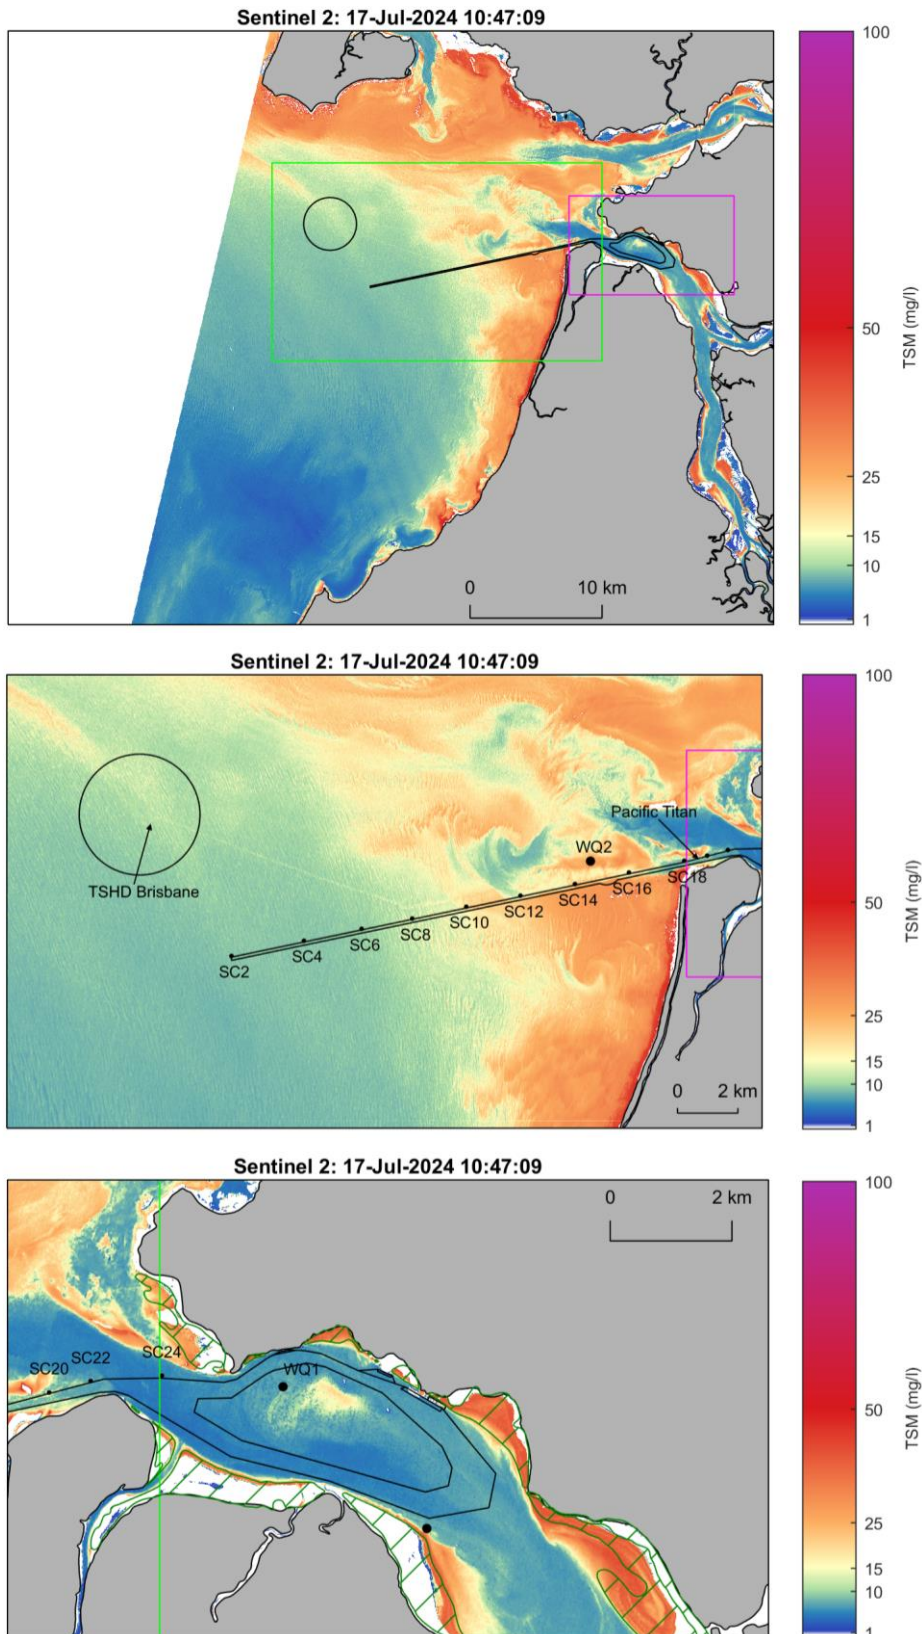 Sentinel 2: 17-Jul-2024 10:47:09
100
50
25
15
10
1
TSM (mg/l)
0 10 km
Sentinel 2: 17-Jul-2024 10:47:09
TSHD Brisbane
Pacific Titan
WQ2
SC18
SC16
SC14
SC12
SC10
SC8
SC6
SC4
SC2
0 2 km
100
50
25
15
10
1
TSM (mg/l)
Sentinel 2: 17-Jul-2024 10:47:09
0 2 km
SC20
SC22
SC24
WQ1
100
50
25
15
10
1
TSM (mg/l)